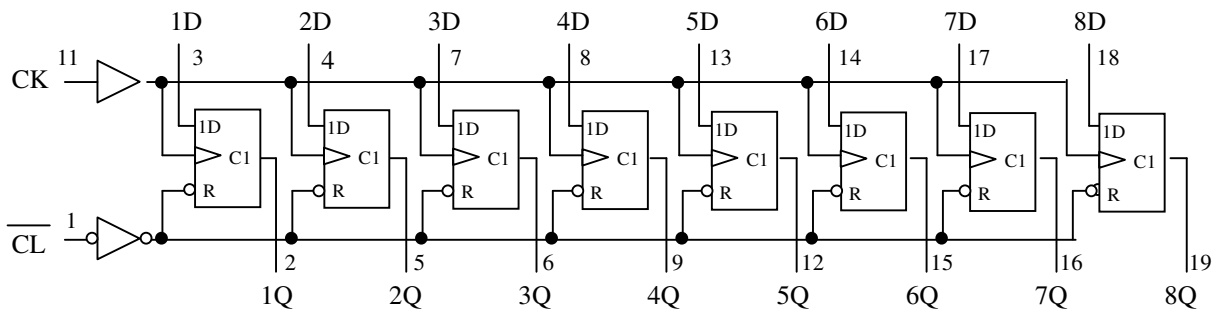 1D 2D 3D 4D 5D 6D 7D 8D
11 3 4 7 8 13 14 17 18
CK
1D 1D 1D 1D 1D 1D 1D 1D
C1 C1 C1 C1 C1 C1 C1 C1
R R R R R R R R
1
CL
2 5 6 9 12 15 16 19
1Q 2Q 3Q 4Q 5Q 6Q 7Q 8Q